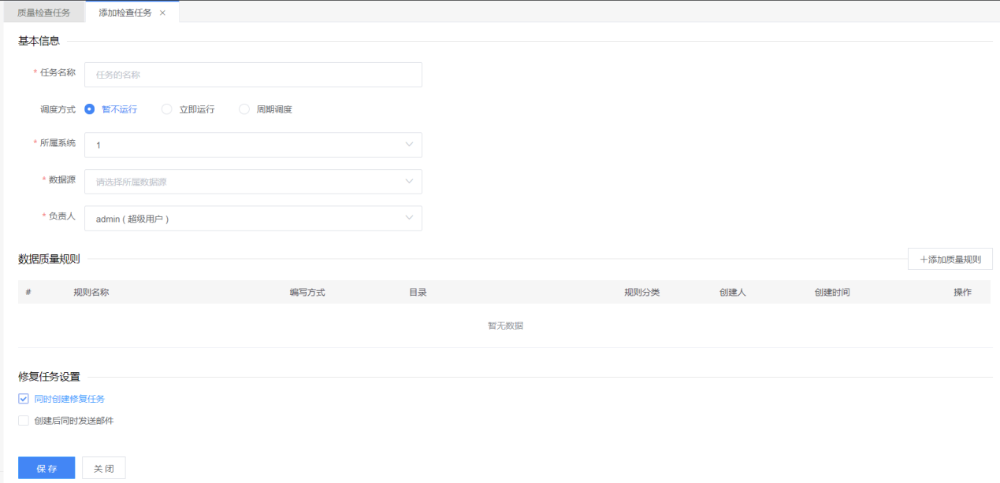 质量检查任务 添加检查任务 ×
基本信息
* 任务名称 任务的名称
调度方式 暂不运行 立即运行 周期调度
* 所属系统 1
* 数据源 请选择所属数据源
* 负责人 admin ( 超级用户 )
数据质量规则 +添加质量规则
# 规则名称 编写方式 目录 规则分类 创建人 创建时间 操作
暂无数据
修复任务设置
同时创建修复任务
创建后同时发送邮件
保 存 关 闭